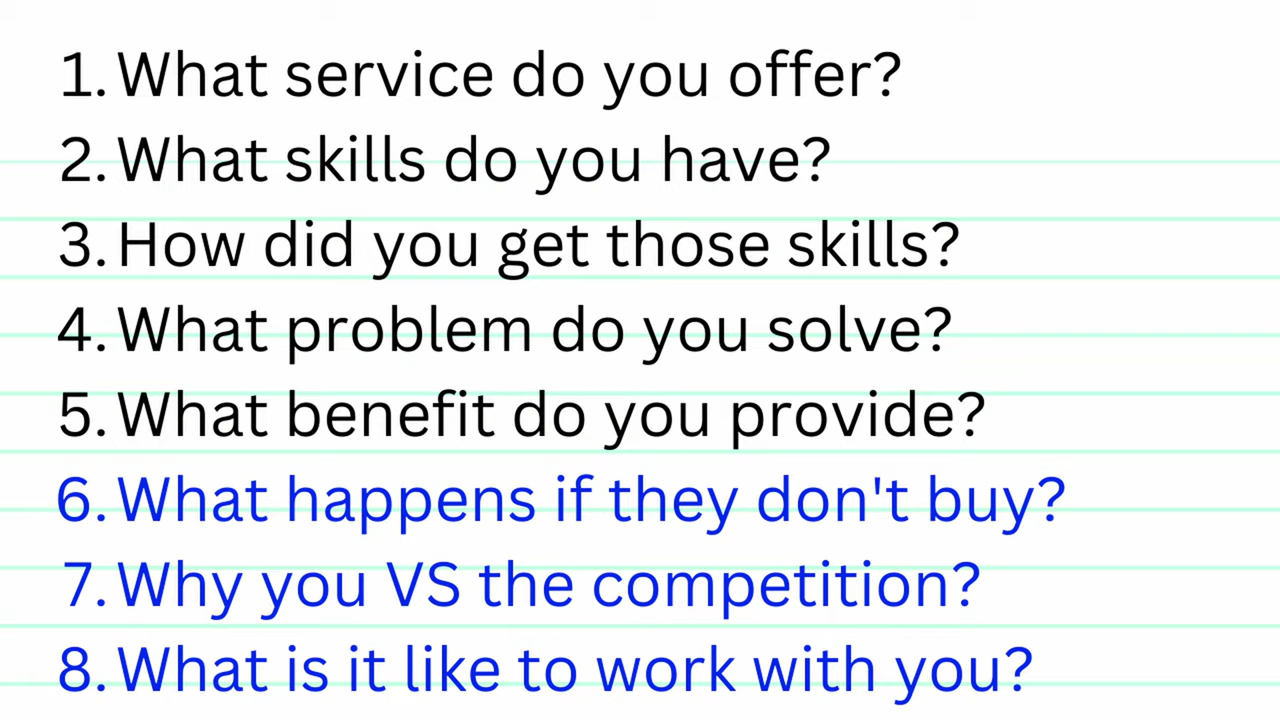 1. What service do you offer?
2. What skills do you have?
3. How did you get those skills?
4. What problem do you solve?
5. What benefit do you provide?
6. What happens if they don't buy?
7. Why you VS the competition?
8. What is it like to work with you?